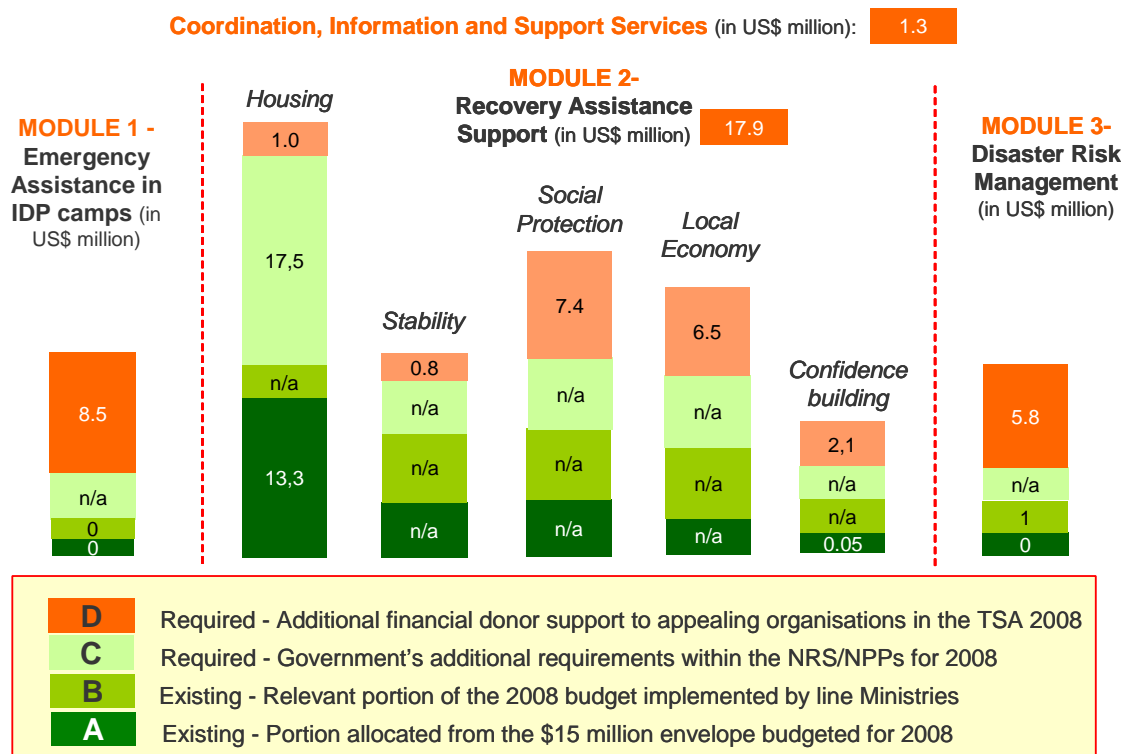 Coordination, Information and Support Services (in US$ million): 1.3
MODULE 1 -
Emergency
Assistance in
IDP camps (in
US$ million)
8.5
n/a
0
0
MODULE 2-
Recovery Assistance
Support (in US$ million) 17.9
Housing
1.0
17,5
n/a
13,3
Stability
0.8
n/a
n/a
n/a
Social
Protection
7.4
n/a
n/a
n/a
Local
Economy
6.5
n/a
n/a
n/a
Confidence
building
2,1
n/a
n/a
0.05
MODULE 3-
Disaster Risk
Management
(in US$ million)
5.8
n/a
1
0
D Required - Additional financial donor support to appealing organisations in the TSA 2008
C Required - Government's additional requirements within the NRS/NPPs for 2008
B Existing - Relevant portion of the 2008 budget implemented by line Ministries
A Existing - Portion allocated from the $15 million envelope budgeted for 2008